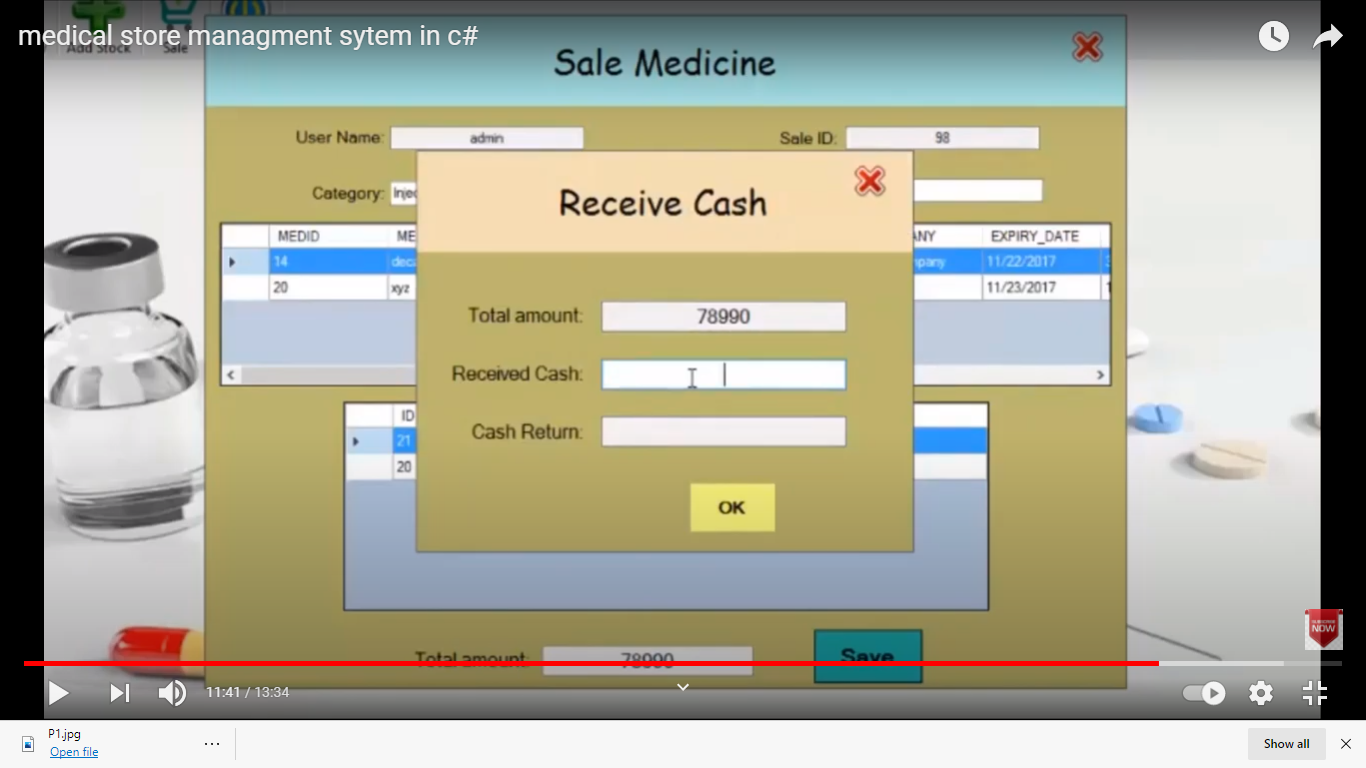 medical store managment sytem in c#
Add Stock
Sale
Sale Medicine
User Name:
admin
Sale ID:
98
Category:
Receive Cash
MEDID
EXPIRY_DATE
14
11/22/2017
20
xyz
11/23/2017
Total amount:
78990
Received Cash:
Cash Return:
ID
21
20
OK
Total amount:
78990
Save
SUBSCRIBE
NOW
11:41 / 13:34
P1.jpg
Open file
Show all